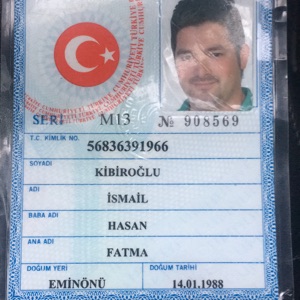 SERİ M13 № 908569
T.C. KİMLİK NO.
56836391966
SOYADI
KİBİROĞLU
ADI
İSMAİL
BABA ADI
HASAN
ANA ADI
FATMA
DOĞUM YERİ DOĞUM TARİHİ
EMİNÖNÜ 14.01.1988